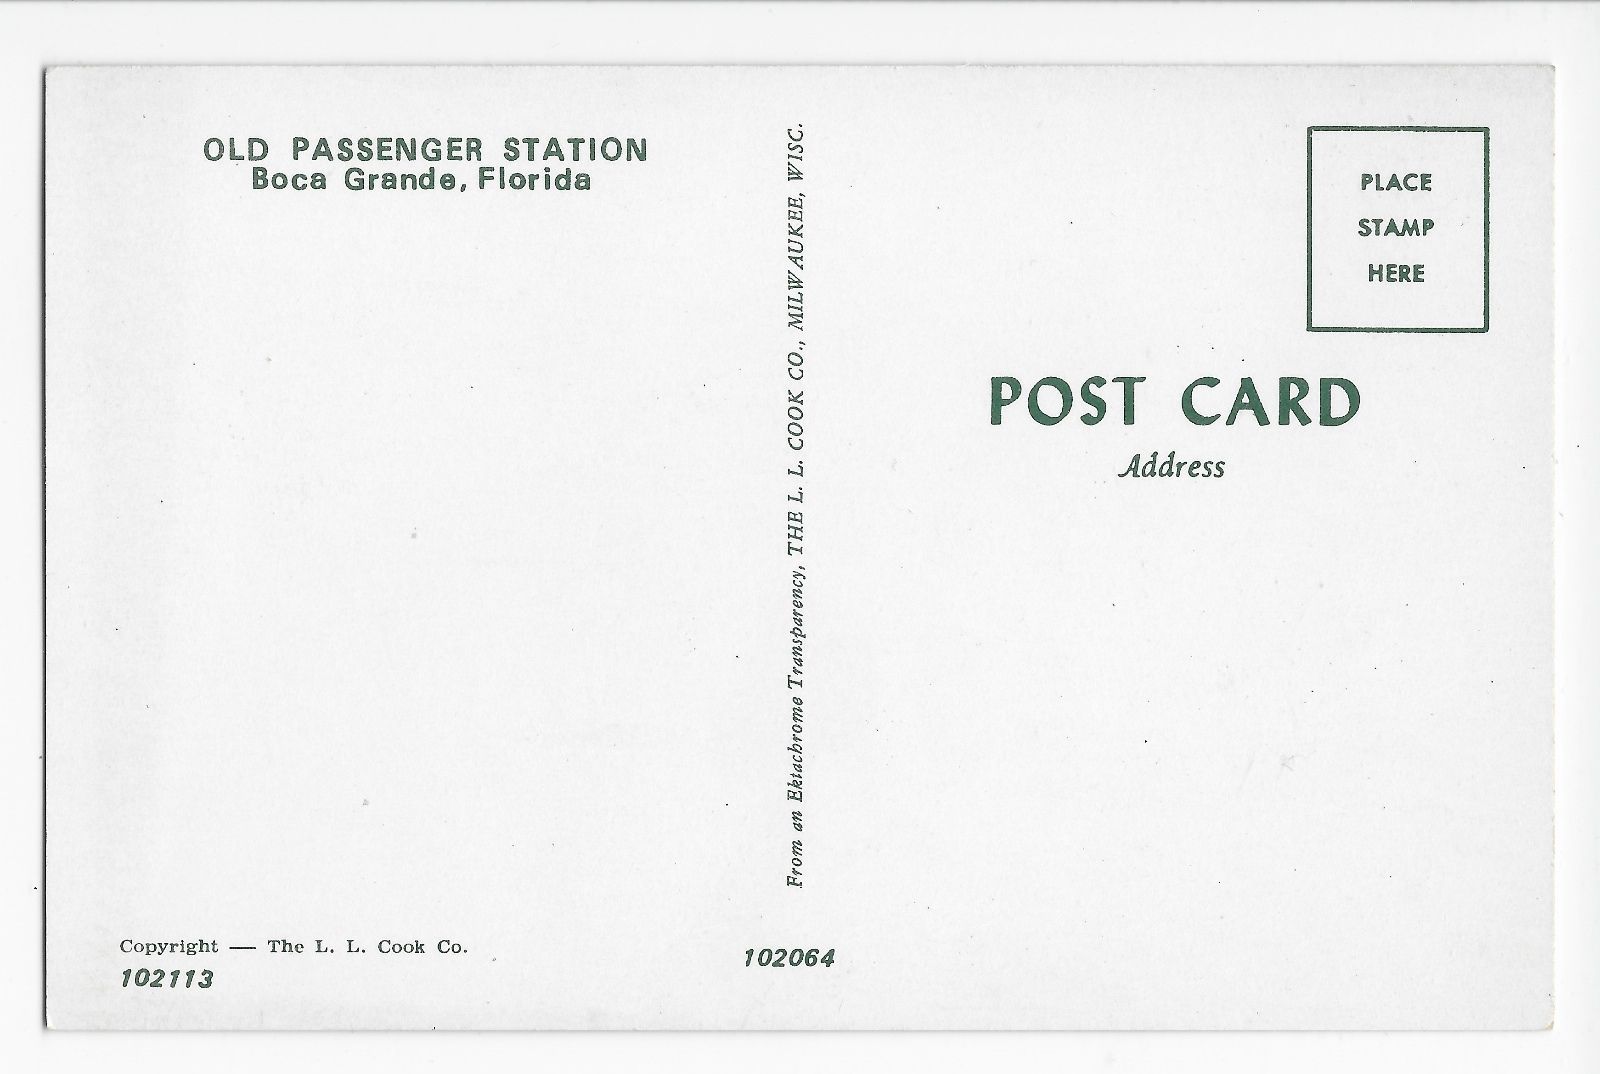 OLD PASSENGER STATION
Boca Grande, Florida
Copyright — The L. L. Cook Co.
102113
From an Ektachrome Transparency, THE L. L. COOK CO., MILWAUKEE, WISC.
102064
PLACE
STAMP
HERE
POST CARD
Address